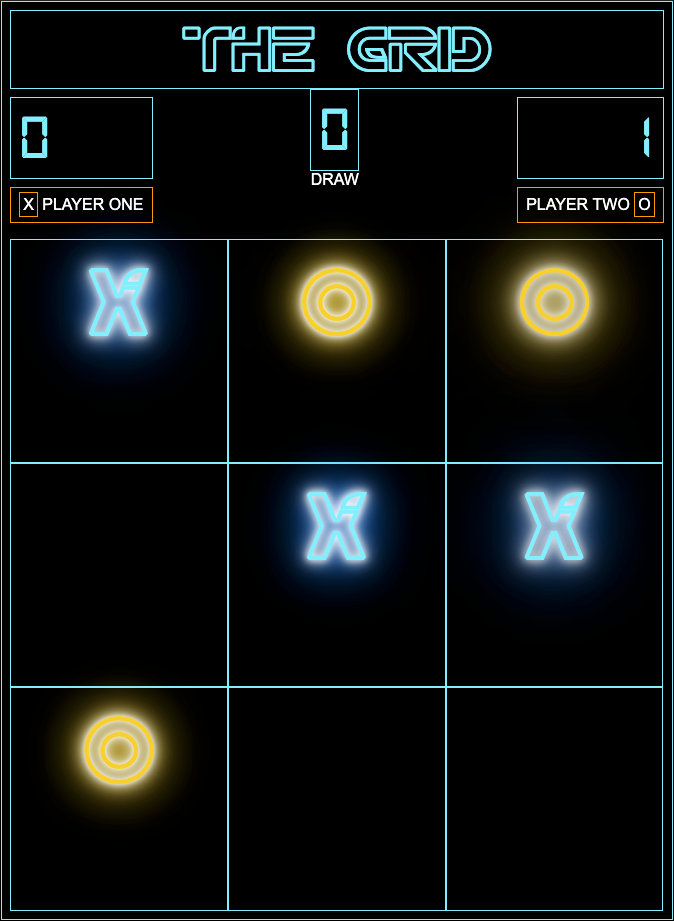 THE GRID
0
0
1
DRAW
X PLAYER ONE
PLAYER TWO O
X O O
X X
O